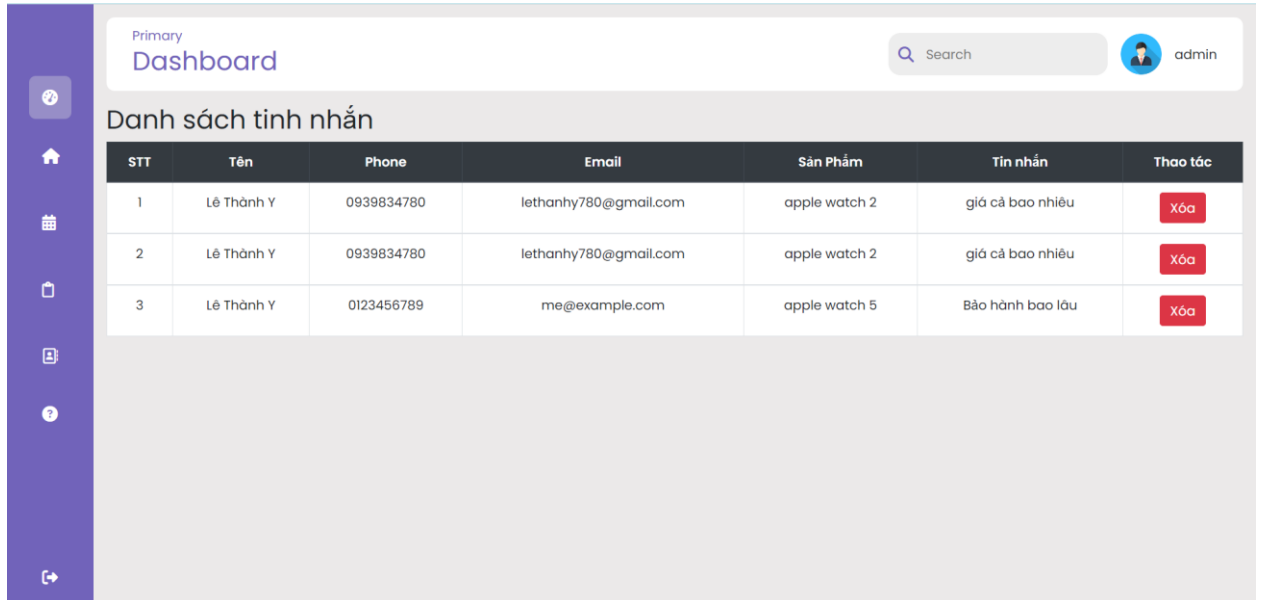 Primary
Dashboard
Search
admin
Danh sách tinh nhắn
STT Tên Phone Email Sản Phẩm Tin nhắn Thao tác
1 Lê Thành Y 0939834780 lethanhy780@gmail.com apple watch 2 giá cả bao nhiêu Xóa
2 Lê Thành Y 0939834780 lethanhy780@gmail.com apple watch 2 giá cả bao nhiêu Xóa
3 Lê Thành Y 0123456789 me@example.com apple watch 5 Bảo hành bao lâu Xóa